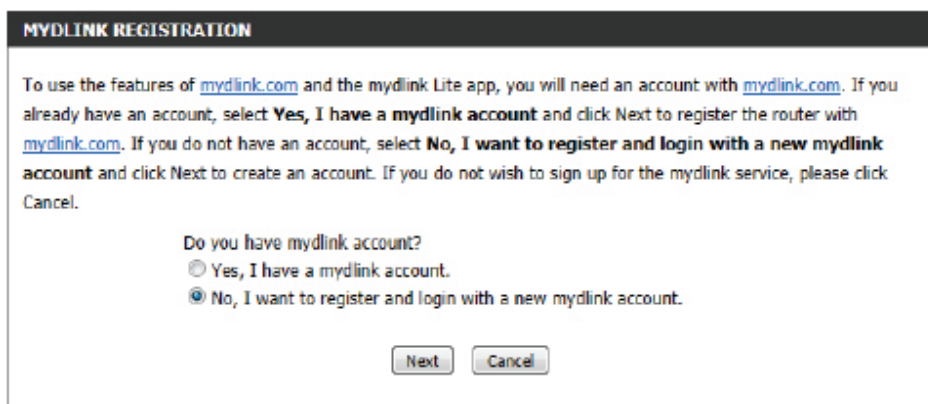 MYDLINK REGISTRATION
To use the features of mydlink.com and the mydlink Lite app, you will need an account with mydlink.com. If you
already have an account, select Yes, I have a mydlink account and click Next to register the router with
mydlink.com. If you do not have an account, select No, I want to register and login with a new mydlink
account and click Next to create an account. If you do not wish to sign up for the mydlink service, please click
Cancel.
Do you have mydlink account?
Yes, I have a mydlink account.
No, I want to register and login with a new mydlink account.
Next Cancel